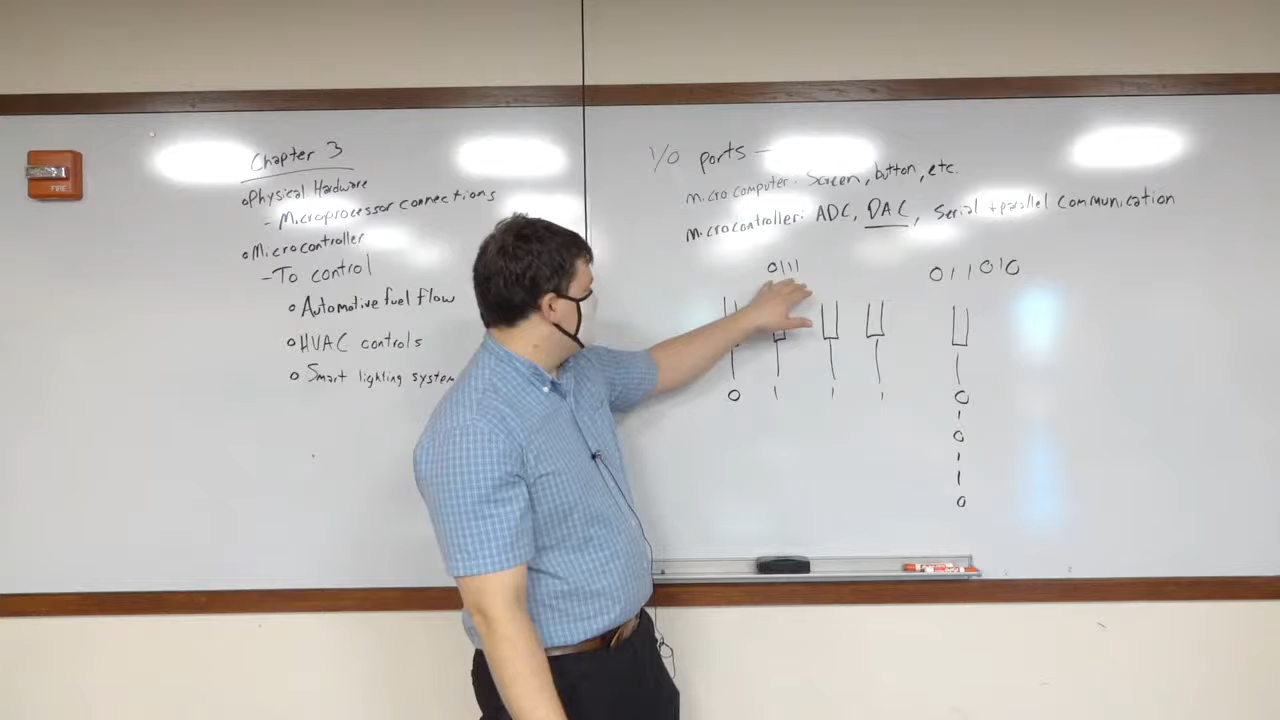 Chapter 3
Physical Hardware
- Microprocessor connections
Microcontroller
- To control
Automotive fuel flow
HVAC controls
Smart lighting system
FIRE
I/O ports -
microcomputer: Screen, button, etc.
microcontroller: ADC, DAC, Serial + parallel communication
0111
011010
0 1 1 1
0
1
0
1
1
0